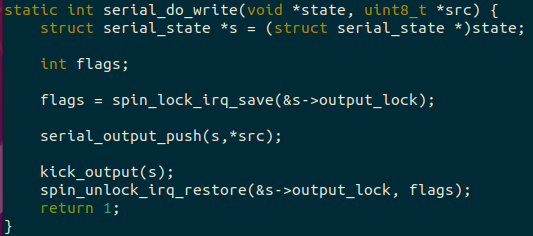 static int serial_do_write(void *state, uint8_t *src) {
    struct serial_state *s = (struct serial_state *)state;
    int flags;
    flags = spin_lock_irq_save(&s->output_lock);
    serial_output_push(s,*src);
    kick_output(s);
    spin_unlock_irq_restore(&s->output_lock, flags);
    return 1;
}